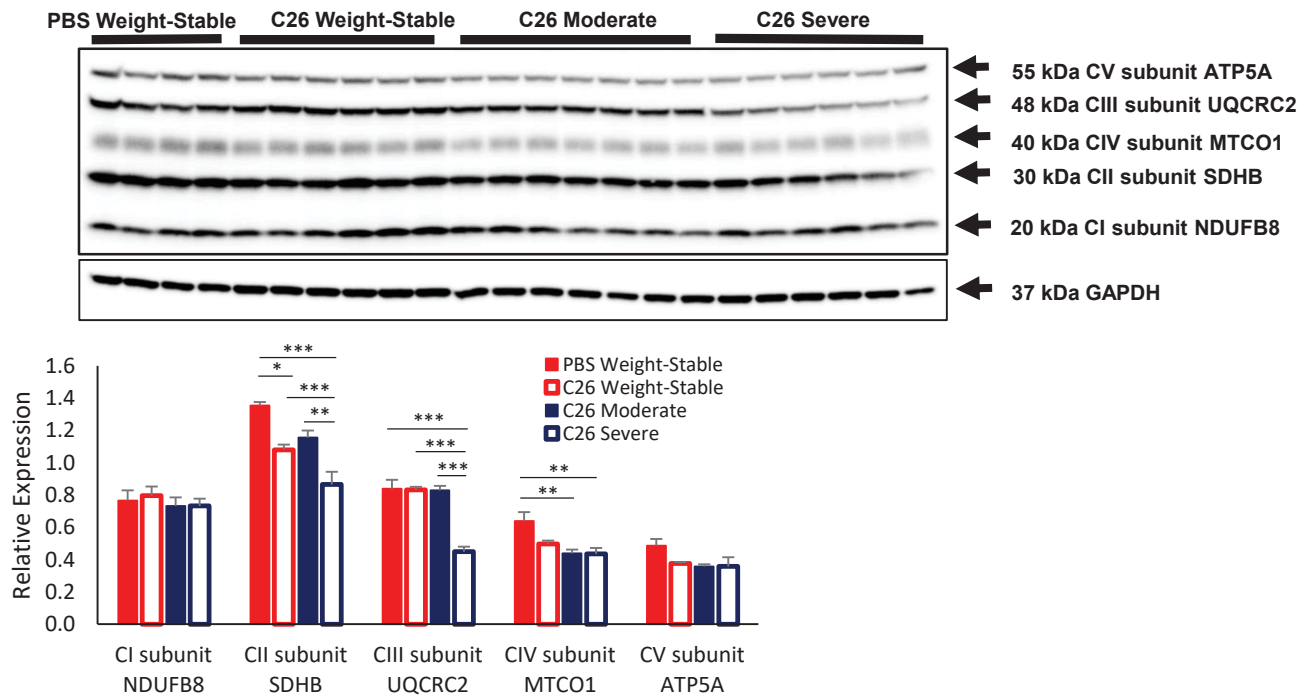 PBS Weight-Stable C26 Weight-Stable C26 Moderate C26 Severe
55 kDa CV subunit ATP5A
48 kDa CIII subunit UQCRC2
40 kDa CIV subunit MTCO1
30 kDa CII subunit SDHB
20 kDa CI subunit NDUFB8
37 kDa GAPDH
Relative Expression
1.6
1.4
1.2
1.0
0.8
0.6
0.4
0.2
0.0
***
*
***
**
***
***
***
**
**
PBS Weight-Stable
C26 Weight-Stable
C26 Moderate
C26 Severe
CI subunit CII subunit CIII subunit CIV subunit CV subunit
NDUFB8 SDHB UQCRC2 MTCO1 ATP5A